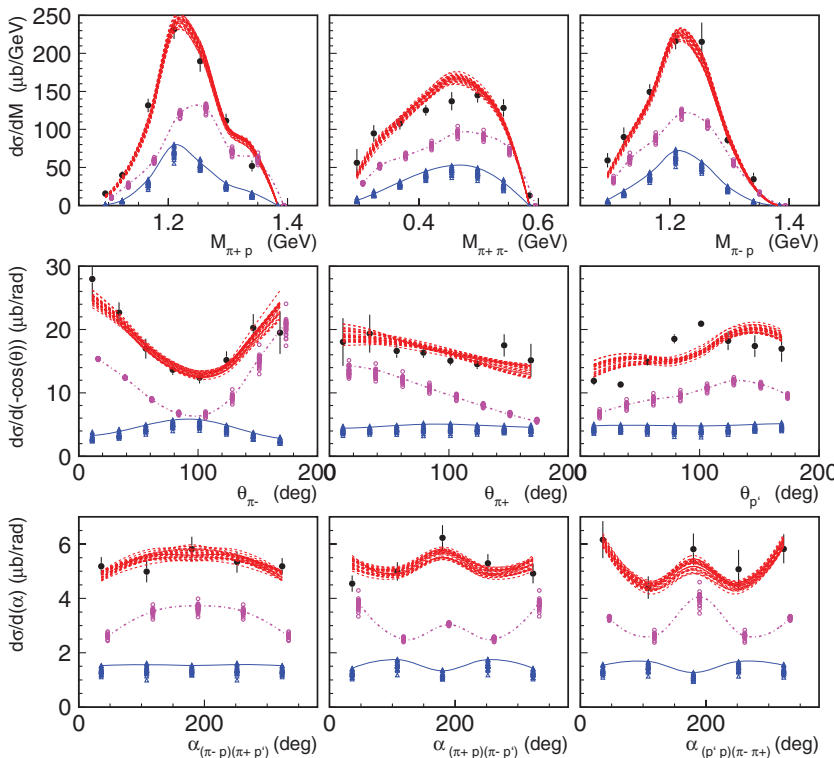 dσ/dM (μb/GeV)
250
200
150
100
50
0
1.2 1.4
M π+ p (GeV)
0.4 0.6
M π+ π- (GeV)
1.2 1.4
M π- p (GeV)
dσ/d(-cos(θ)) (μb/rad)
30
20
10
0
0 100 200
θ π- (deg)
0 100 200
θ π+ (deg)
0 100 200
θ p‘ (deg)
dσ/d(α) (μb/rad)
6
4
2
0
0 200
α (π- p)(π+ p‘) (deg)
0 200
α (π+ p)(π- p‘) (deg)
0 200
α (p‘ p)(π- π+) (deg)